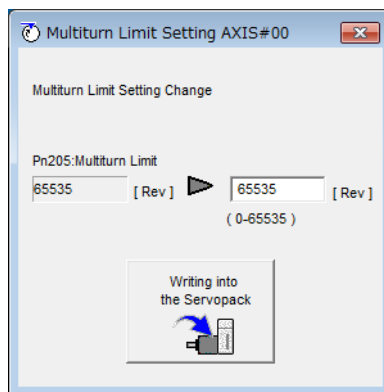 Multiturn Limit Setting AXIS#00
Multiturn Limit Setting Change
Pn205:Multiturn Limit
65535 [ Rev ] 65535 [ Rev ]
( 0-65535 )
Writing into
the Servopack